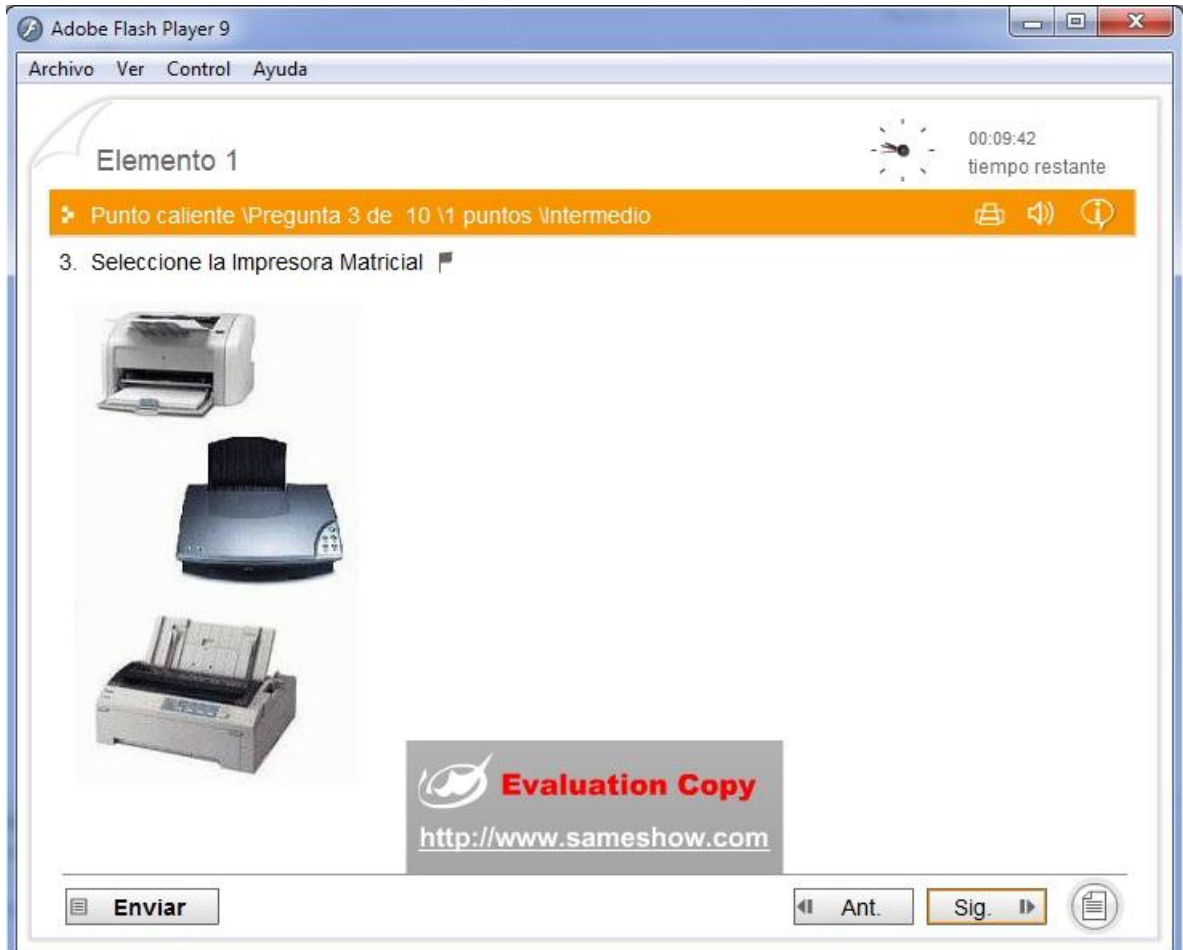 Adobe Flash Player 9
Archivo Ver Control Ayuda
Elemento 1
00:09:42
tiempo restante
Punto caliente \Pregunta 3 de 10 \1 puntos \Intermedio
3. Seleccione la Impresora Matricial
Evaluation Copy
http://www.sameshow.com
Enviar
Ant.
Sig.